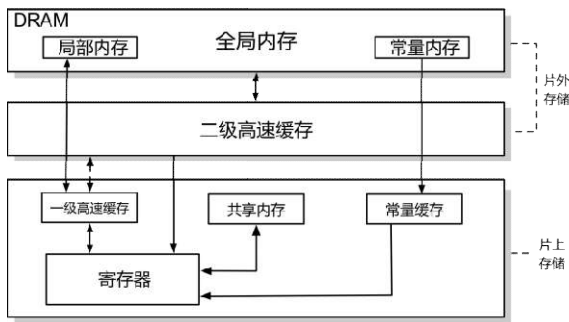 DRAM
局部内存
全局内存
常量内存
片外
存储
二级高速缓存
一级高速缓存
共享内存
常量缓存
片上
存储
寄存器